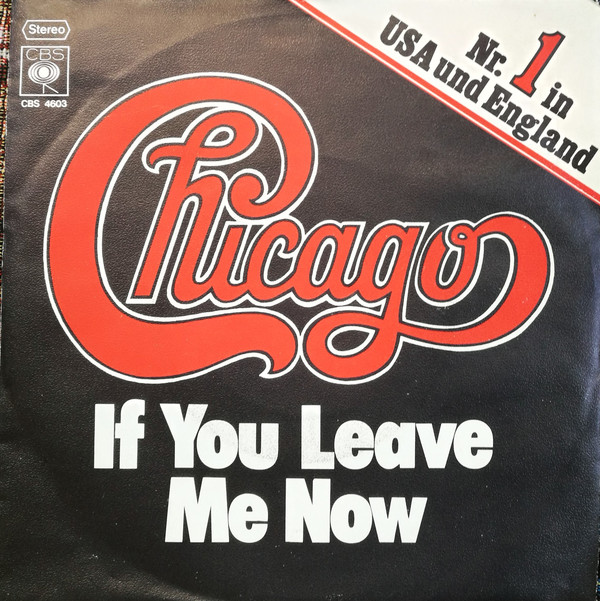 Stereo
CBS
CBS 4603
Nr. 1 in
USA und England
Chicago
If You Leave
Me Now